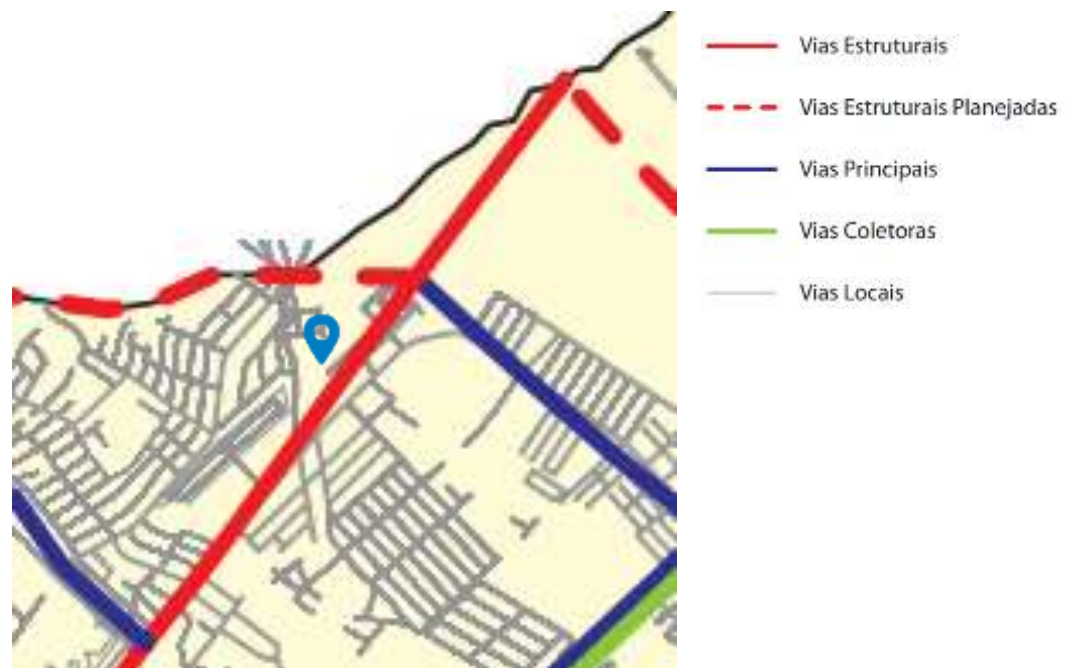 Vias Estruturais
Vias Estruturais Planejadas
Vias Principais
Vias Coletoras
Vias Locais